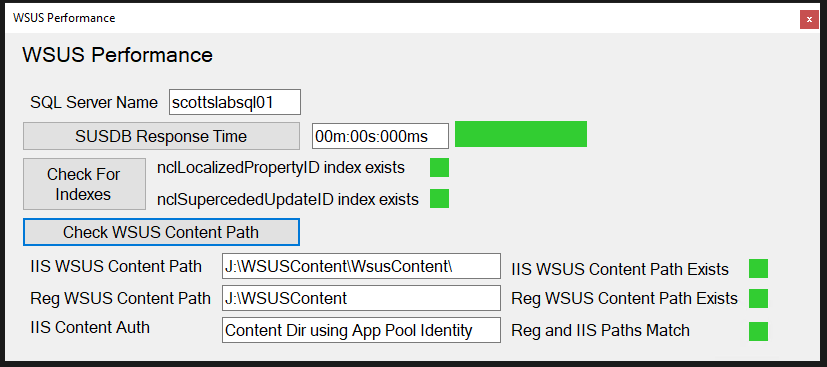 WSUS Performance
x
WSUS Performance
SQL Server Name scottslabsql01
SUSDB Response Time 00m:00s:000ms
Check For
Indexes
nclLocalizedPropertyID index exists
nclSupercededUpdateID index exists
Check WSUS Content Path
IIS WSUS Content Path J:\WSUSContent\WsusContent\ IIS WSUS Content Path Exists
Reg WSUS Content Path J:\WSUSContent Reg WSUS Content Path Exists
IIS Content Auth Content Dir using App Pool Identity Reg and IIS Paths Match